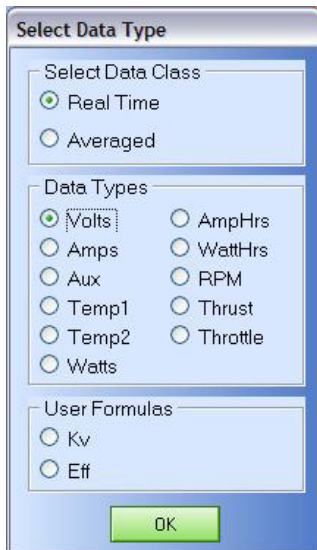 Select Data Type
Select Data Class
Real Time
Averaged
Data Types
Volts
Amps
Aux
Temp1
Temp2
Watts
AmpHrs
WattHrs
RPM
Thrust
Throttle
User Formulas
Kv
Eff
OK